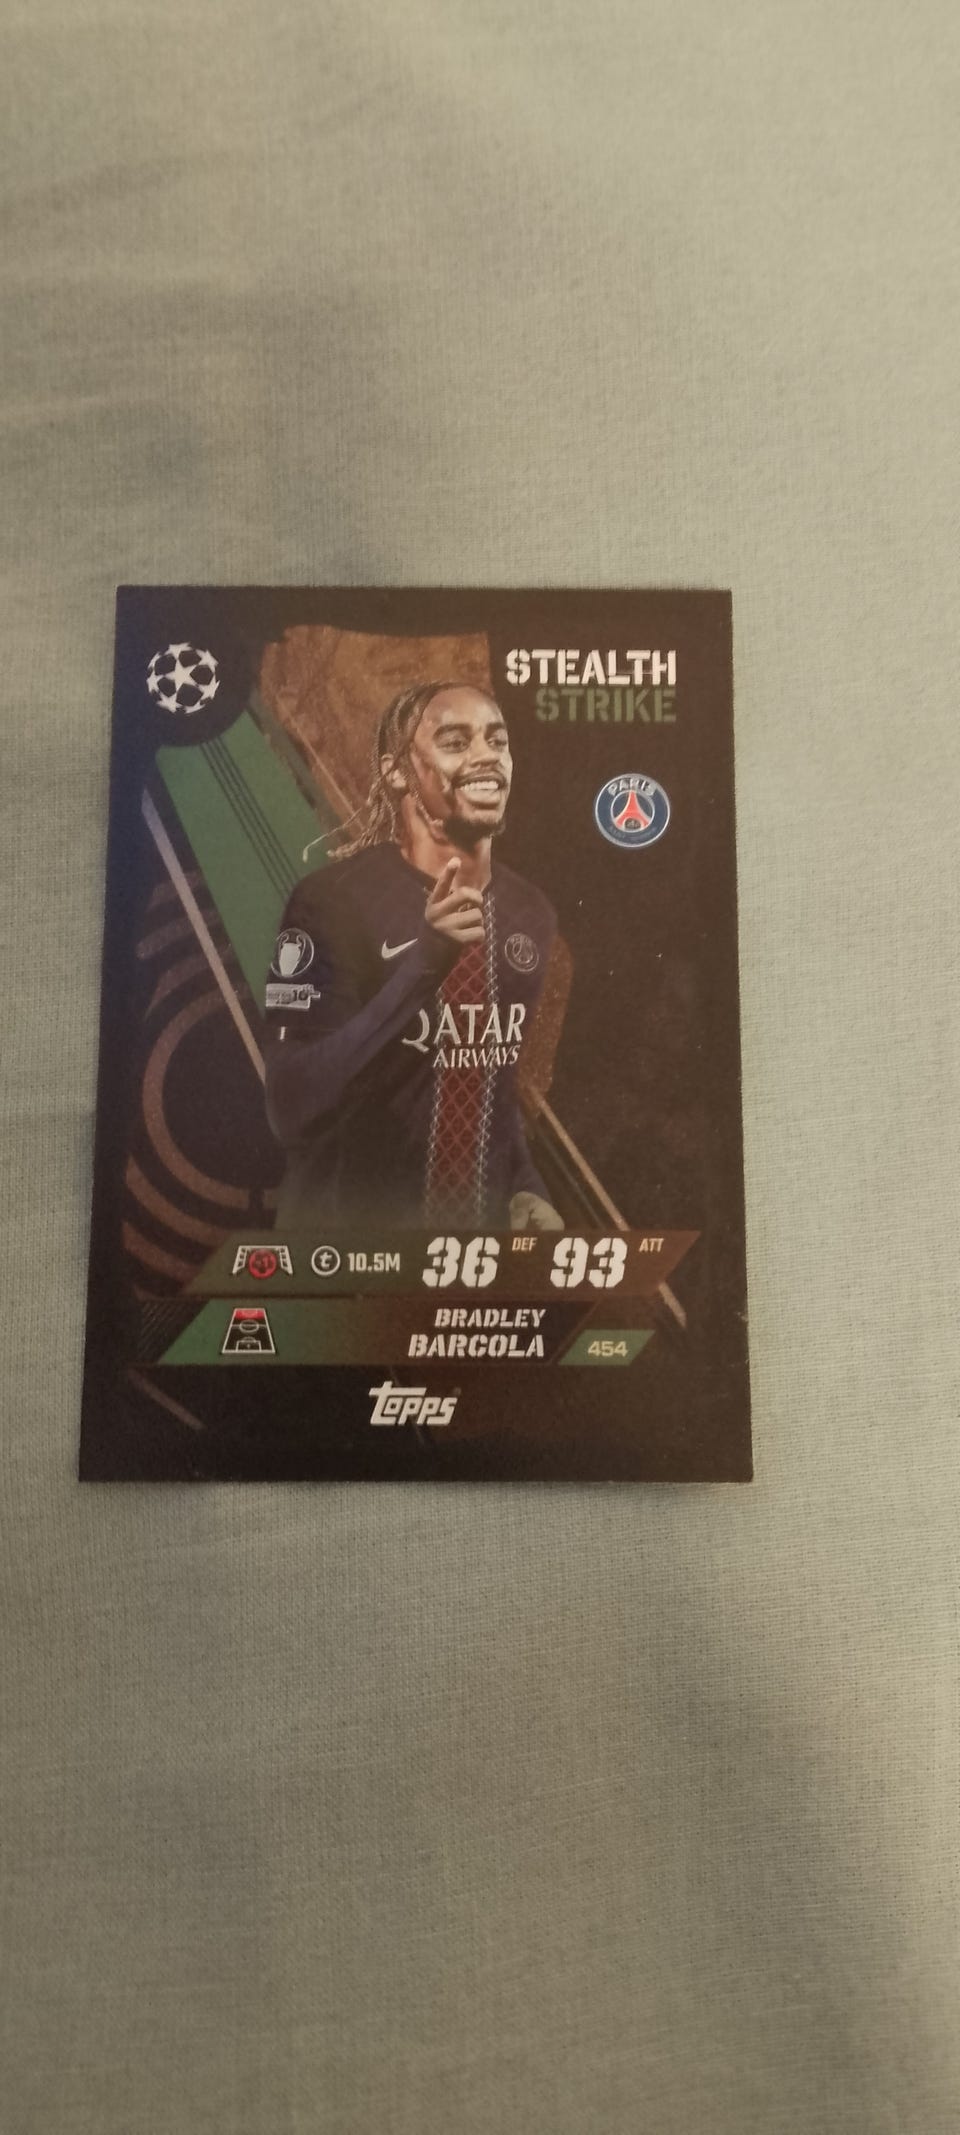 STEALTH
STRIKE
PARIS
QATAR
AIRWAYS
t 10.5M 36 DEF 93 ATT
BRADLEY
BARCOLA 454
topps